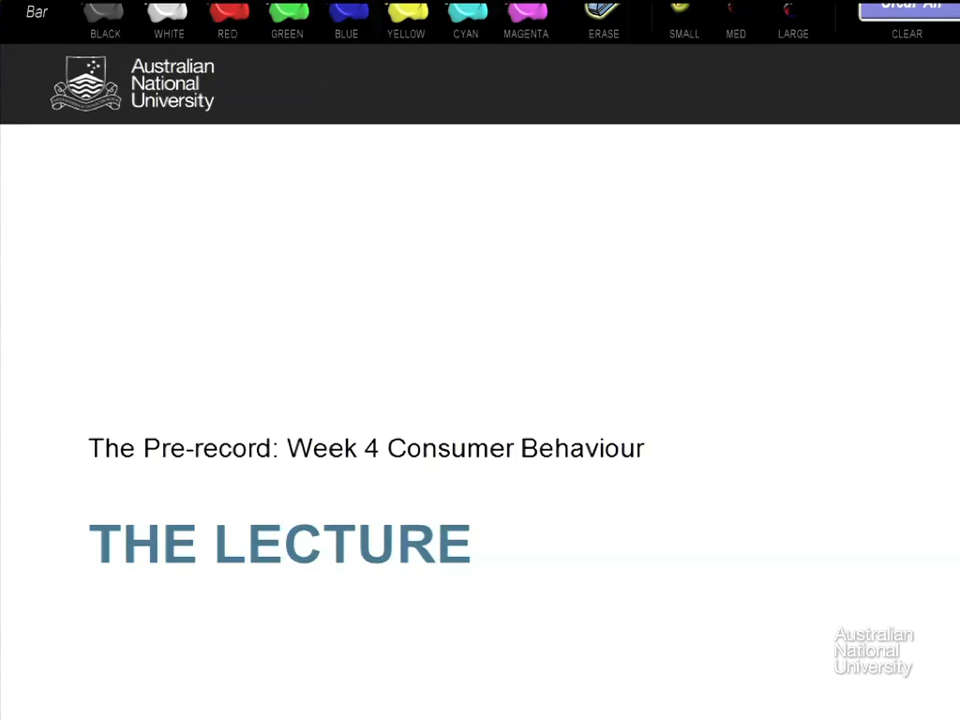 Bar
BLACK WHITE RED GREEN BLUE YELLOW CYAN MAGENTA ERASE SMALL MED LARGE CLEAR
Australian
National
University
The Pre-record: Week 4 Consumer Behaviour
THE LECTURE
Australian
National
University